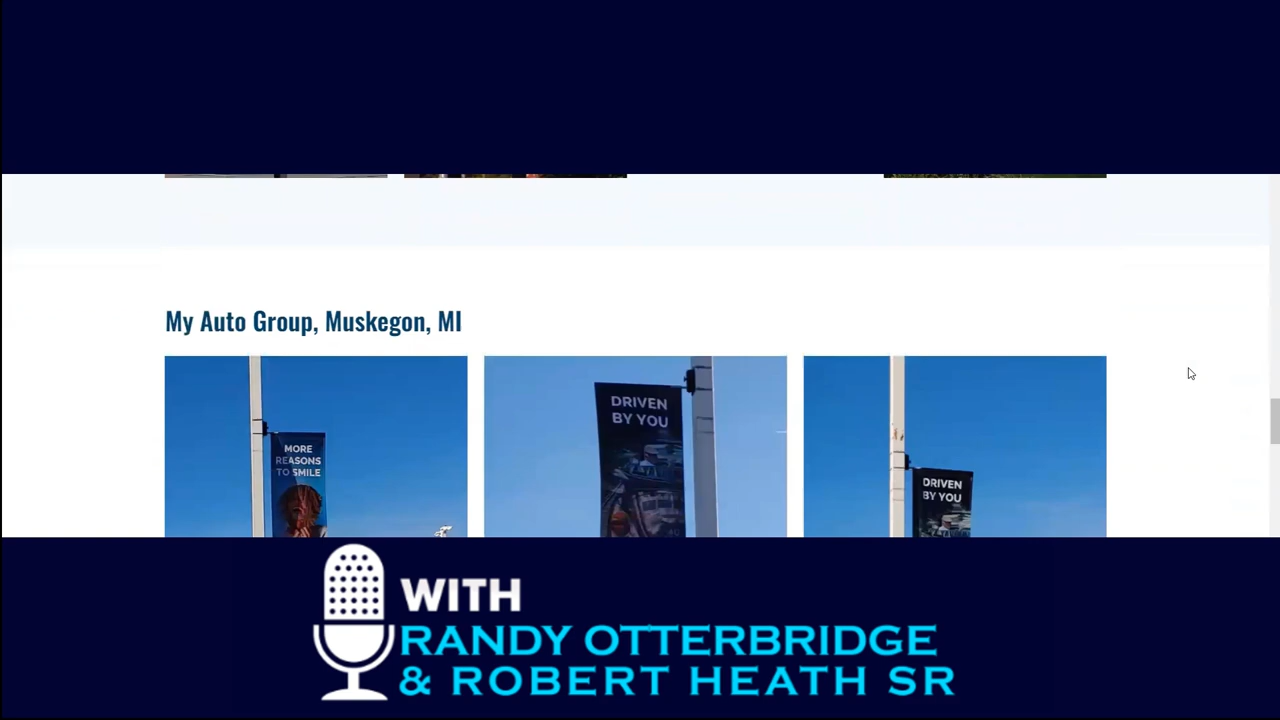 My Auto Group, Muskegon, MI
MORE
REASONS
TO SMILE
DRIVEN
BY YOU
DRIVEN
BY YOU
WITH
RANDY OTTERBRIDGE
& ROBERT HEATH SR